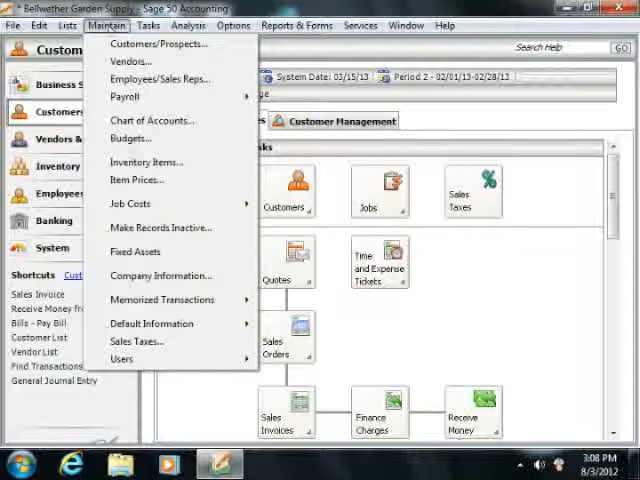 * Bellwether Garden Supply - Sage 50 Accounting
File Edit Lists Maintain Tasks Analysis Options Reports & Forms Services Window Help
Custom
Search Help
GO
Business S
Customers
Vendors &
Inventory
Employees
Banking
System
Shortcuts Cust
Sales Invoice
Receive Money fr
Bills - Pay Bill
Customer List
Vendor List
Find Transactions
General Journal Entry
Customers/Prospects...
Vendors...
Employees/Sales Reps...
Payroll
Chart of Accounts...
Budgets...
Inventory Items...
Item Prices...
Job Costs
Make Records Inactive...
Fixed Assets
Company Information...
Memorized Transactions
Default Information
Sales Taxes...
Users
System Date: 03/15/13 Period 2 - 02/01/13-02/28/13
ge
es
Customer Management
sks
Customers
Jobs
Sales
Taxes
Quotes
Time
and Expense
Tickets
Sales
Orders
Sales
Invoices
Finance
Charges
Receive
Money
3:08 PM
8/3/2012